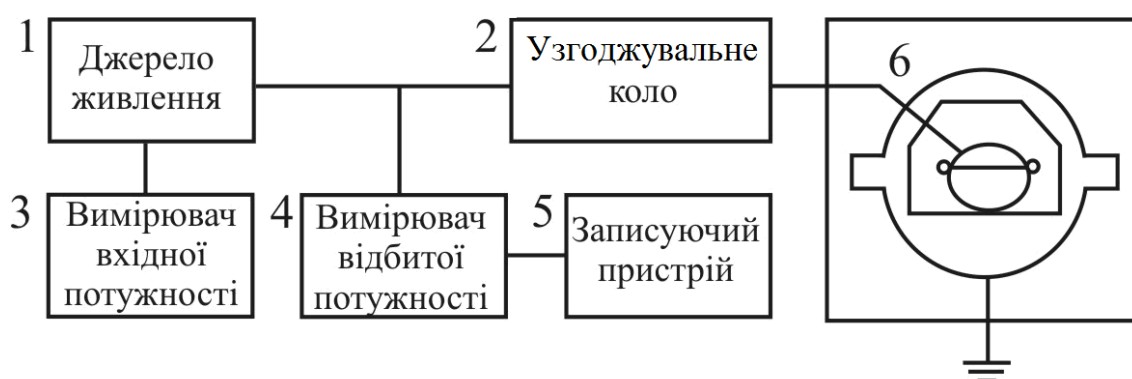 1
Джерело
живлення
2
Узгоджувальне
коло
6
3
Вимірювач
вхідної
потужності
4
Вимірювач
відбитої
потужності
5
Записуючий
пристрій